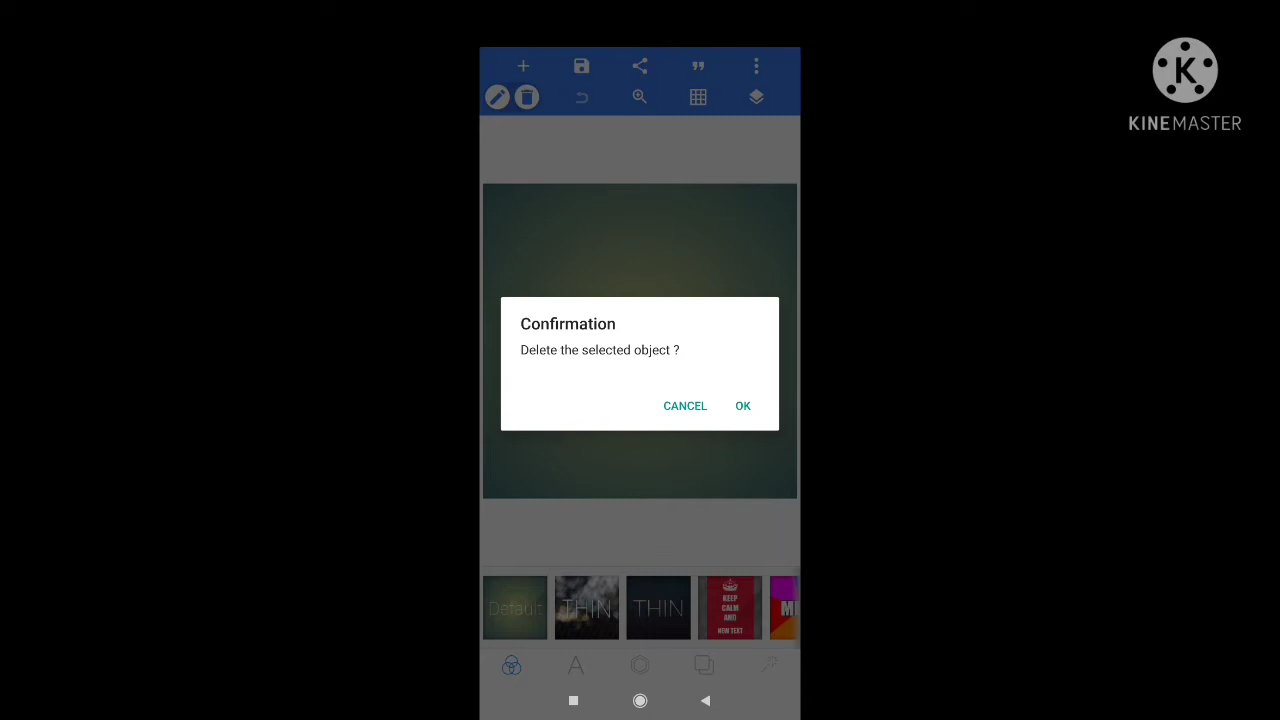 K
KINEMASTER
Confirmation
Delete the selected object ?
CANCEL OK
Default
THIN
THIN
KEEP
CALM
AND
NEW TEXT
A